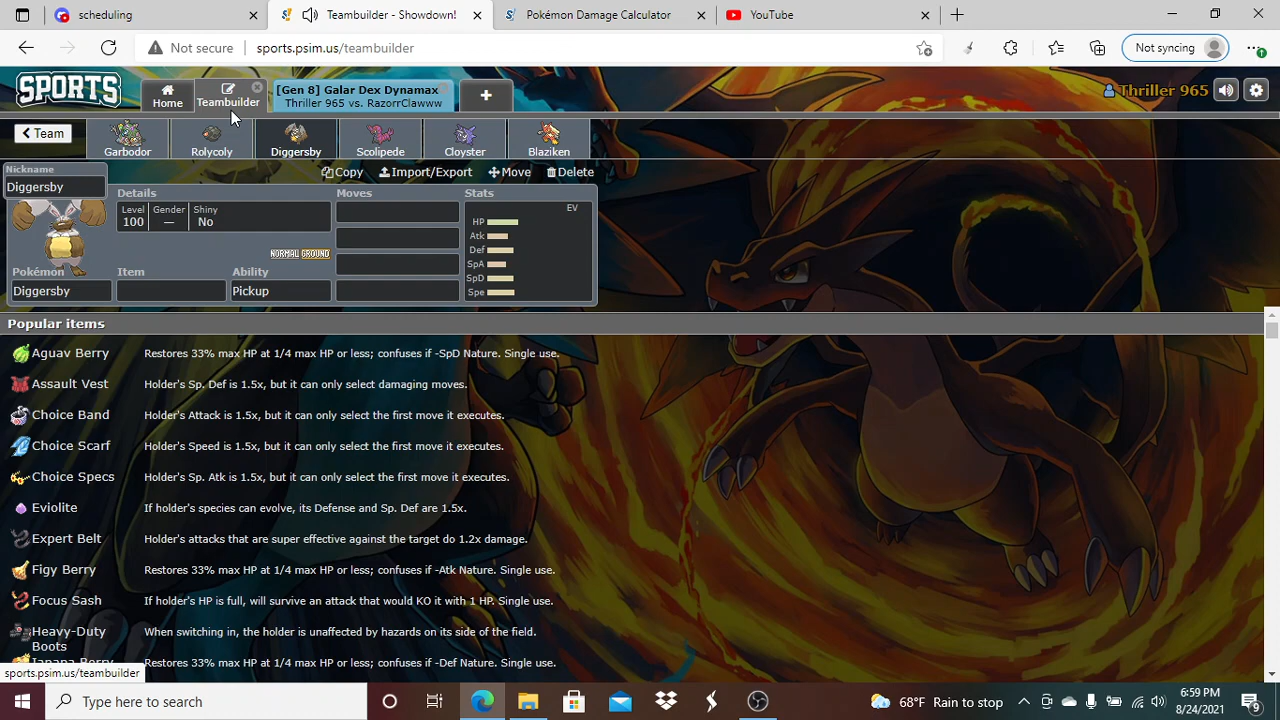 scheduling
Teambuilder - Showdown!
Pokémon Damage Calculator
YouTube
Not secure
sports.psim.us/teambuilder
Not syncing
SPORTS
Home
Teambuilder
[Gen 8] Galar Dex Dynamax
Thriller 965 vs. RazorrClawww
+
Thriller 965
< Team
Garbodor
Rolycoly
Diggersby
Scolipede
Cloyster
Blaziken
Nickname
Diggersby
Copy
Import/Export
Move
Delete
Details
Level
100
Gender
—
Shiny
No
NORMAL GROUND
Pokémon
Diggersby
Item
Ability
Pickup
Moves
Stats
EV
HP
Atk
Def
SpA
SpD
Spe
Popular items
Aguav Berry Restores 33% max HP at 1/4 max HP or less; confuses if -SpD Nature. Single use.
Assault Vest Holder's Sp. Def is 1.5x, but it can only select damaging moves.
Choice Band Holder's Attack is 1.5x, but it can only select the first move it executes.
Choice Scarf Holder's Speed is 1.5x, but it can only select the first move it executes.
Choice Specs Holder's Sp. Atk is 1.5x, but it can only select the first move it executes.
Eviolite If holder's species can evolve, its Defense and Sp. Def are 1.5x.
Expert Belt Holder's attacks that are super effective against the target do 1.2x damage.
Figy Berry Restores 33% max HP at 1/4 max HP or less; confuses if -Atk Nature. Single use.
Focus Sash If holder's HP is full, will survive an attack that would KO it with 1 HP. Single use.
Heavy-Duty Boots When switching in, the holder is unaffected by hazards on its side of the field.
Iapapa Berry Restores 33% max HP at 1/4 max HP or less; confuses if -Def Nature. Single use.
sports.psim.us/teambuilder
Type here to search
68°F Rain to stop
6:59 PM
8/24/2021
9